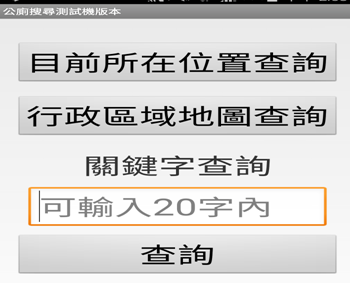 公廁搜尋測試機版本
目前所在位置查詢
行政區域地圖查詢
關鍵字查詢
可輸入20字內
查詢